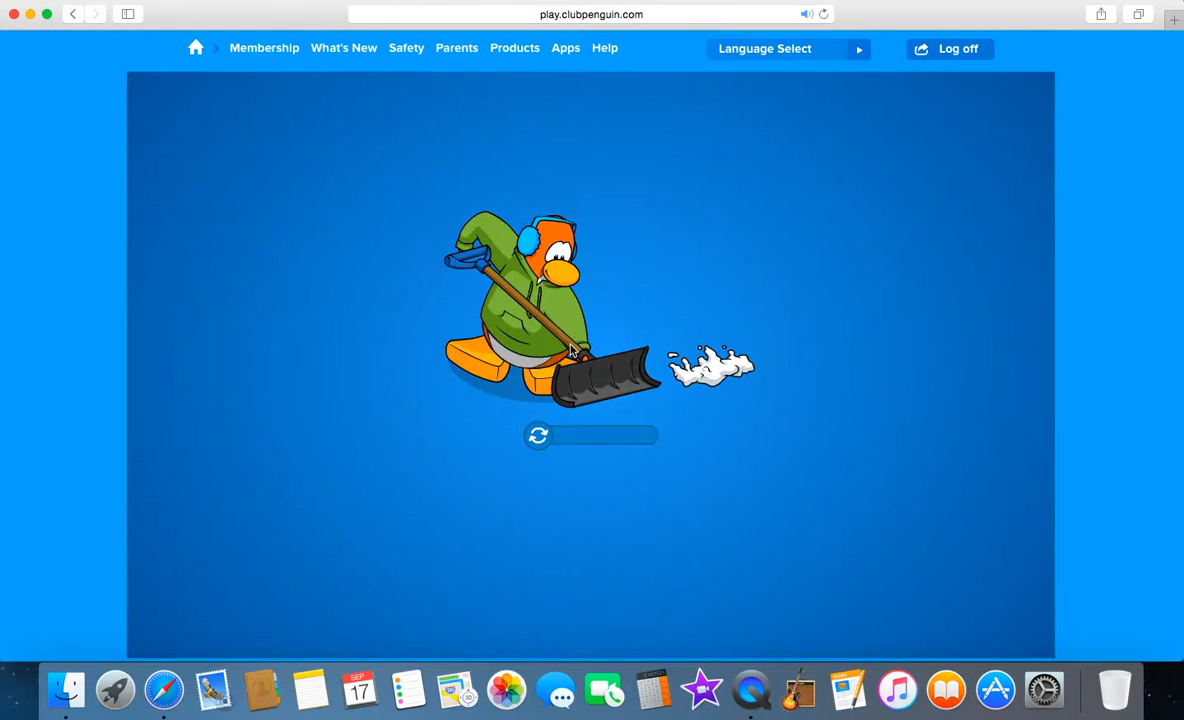 play.clubpenguin.com
Membership What's New Safety Parents Products Apps Help Language Select Log off
SEP
17